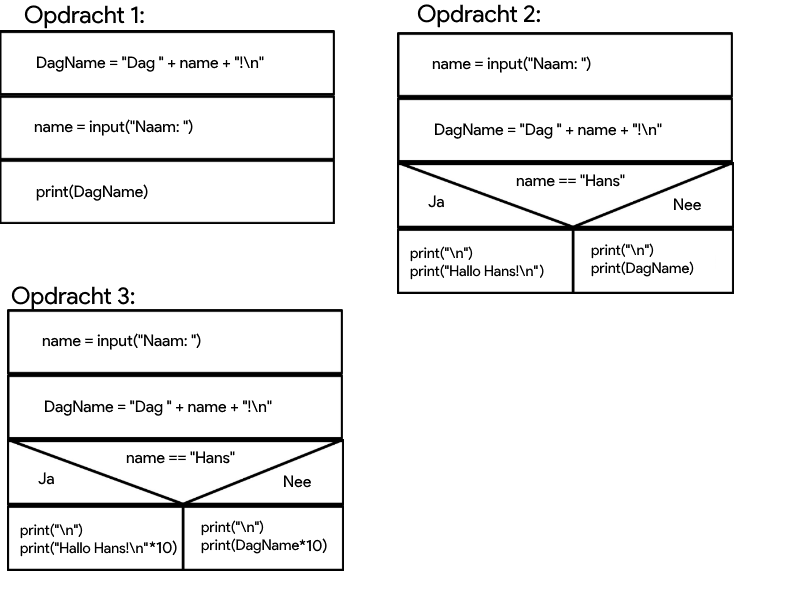 Opdracht 1:
DagName = "Dag " + name + "!\n"
name = input("Naam: ")
print(DagName)
Opdracht 2:
name = input("Naam: ")
DagName = "Dag " + name + "!\n"
name == "Hans"
Ja
Nee
print("\n")
print("Hallo Hans!\n")
print("\n")
print(DagName)
Opdracht 3:
name = input("Naam: ")
DagName = "Dag " + name + "!\n"
name == "Hans"
Ja
Nee
print("\n")
print("Hallo Hans!\n"*10)
print("\n")
print(DagName*10)